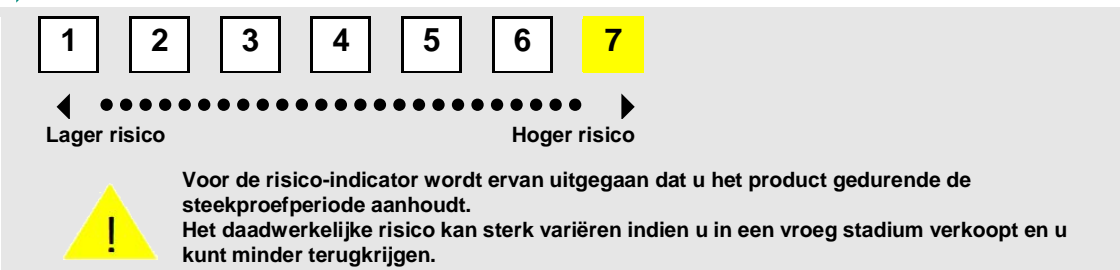 1 2 3 4 5 6 7
Lager risico Hoger risico
Voor de risico-indicator wordt ervan uitgegaan dat u het product gedurende de
steekproefperiode aanhoudt.
Het daadwerkelijke risico kan sterk variëren indien u in een vroeg stadium verkoopt en u
kunt minder terugkrijgen.
!